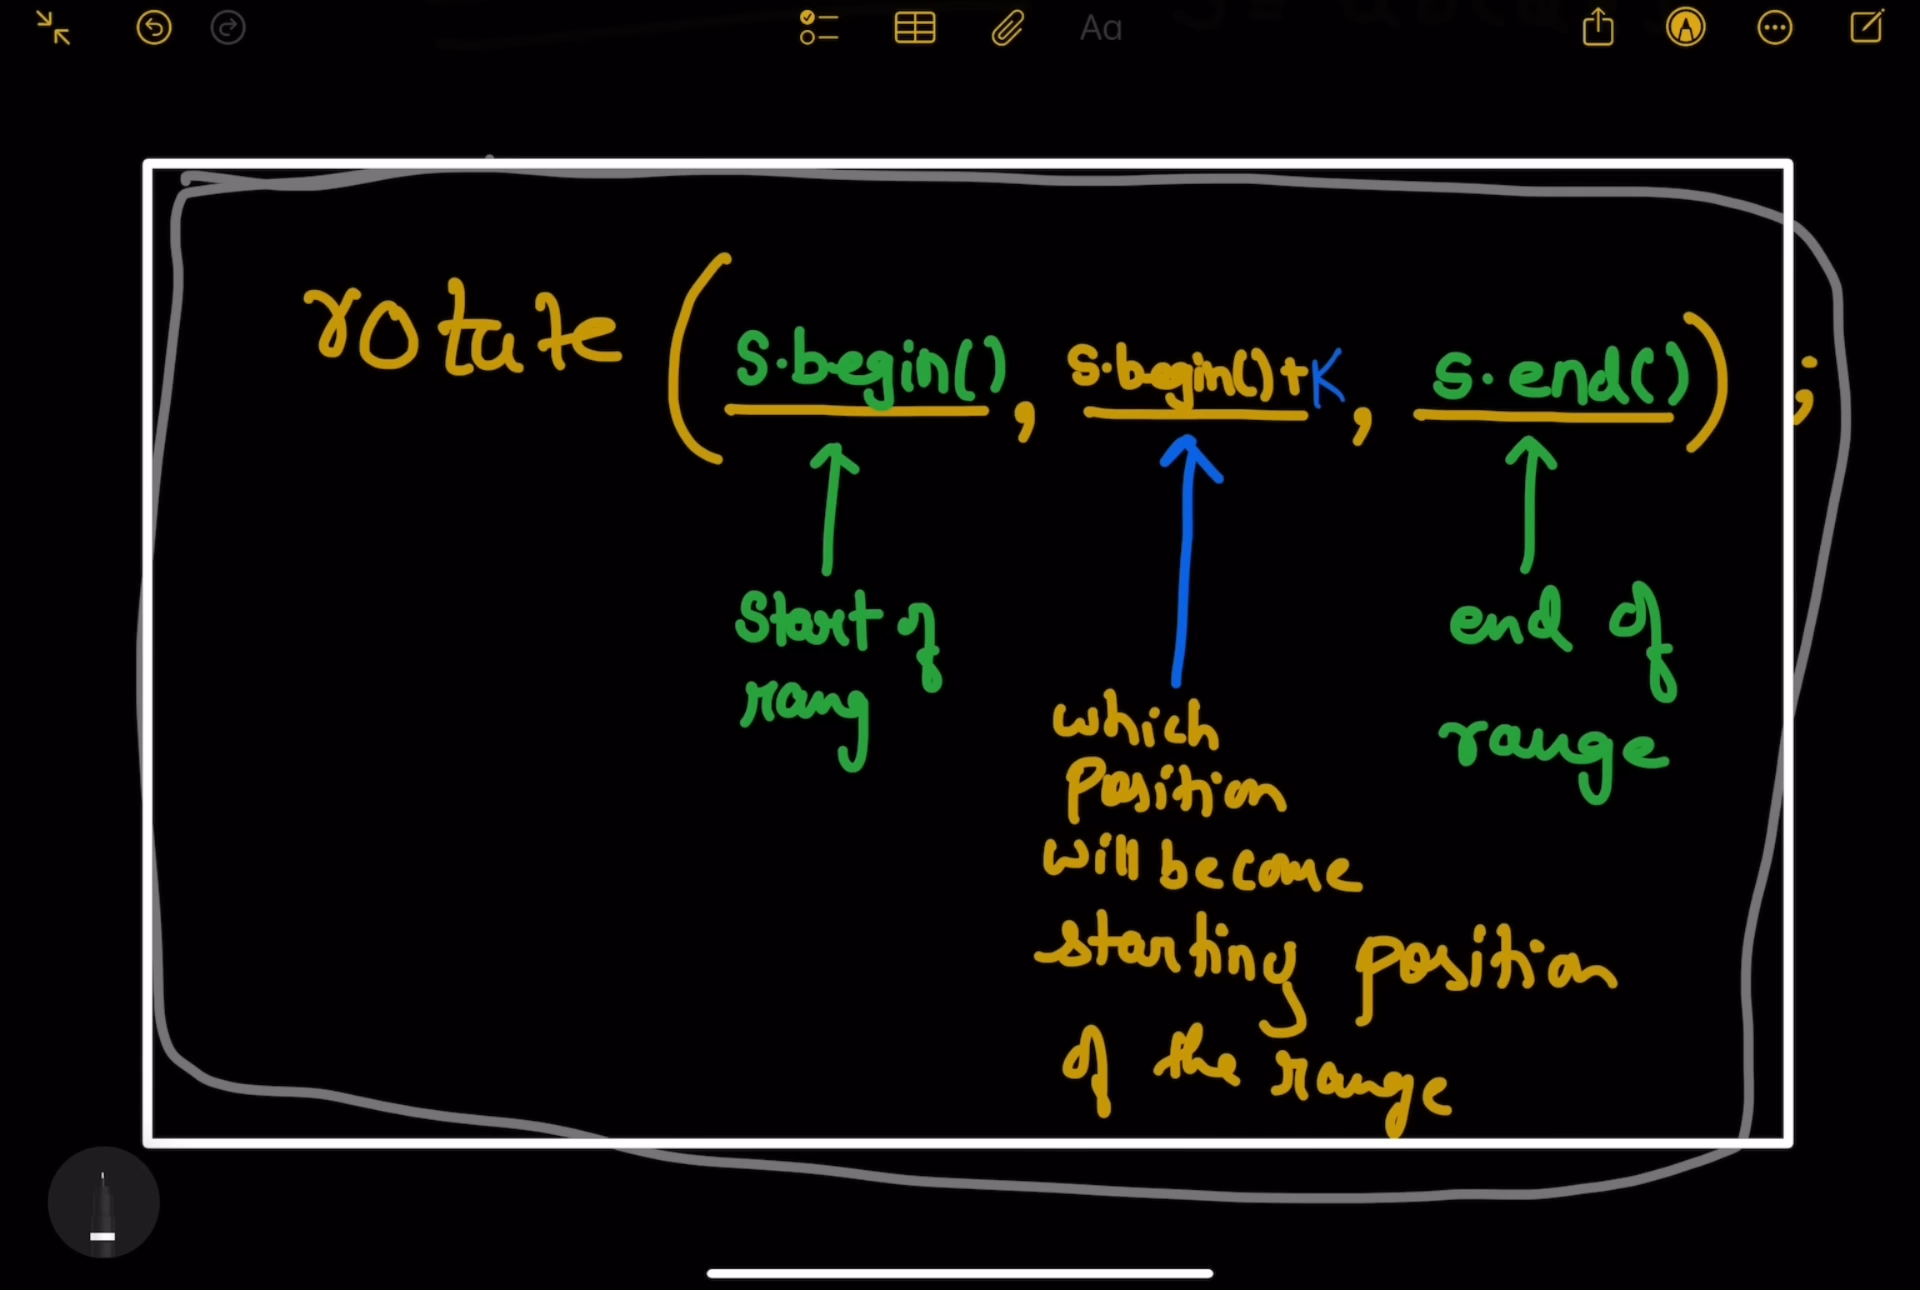 Aa
rotate ( s.begin() , s.begin()+K , s.end() ) ;
start of
rang
end of
range
which
position
will become
starting position
of the range